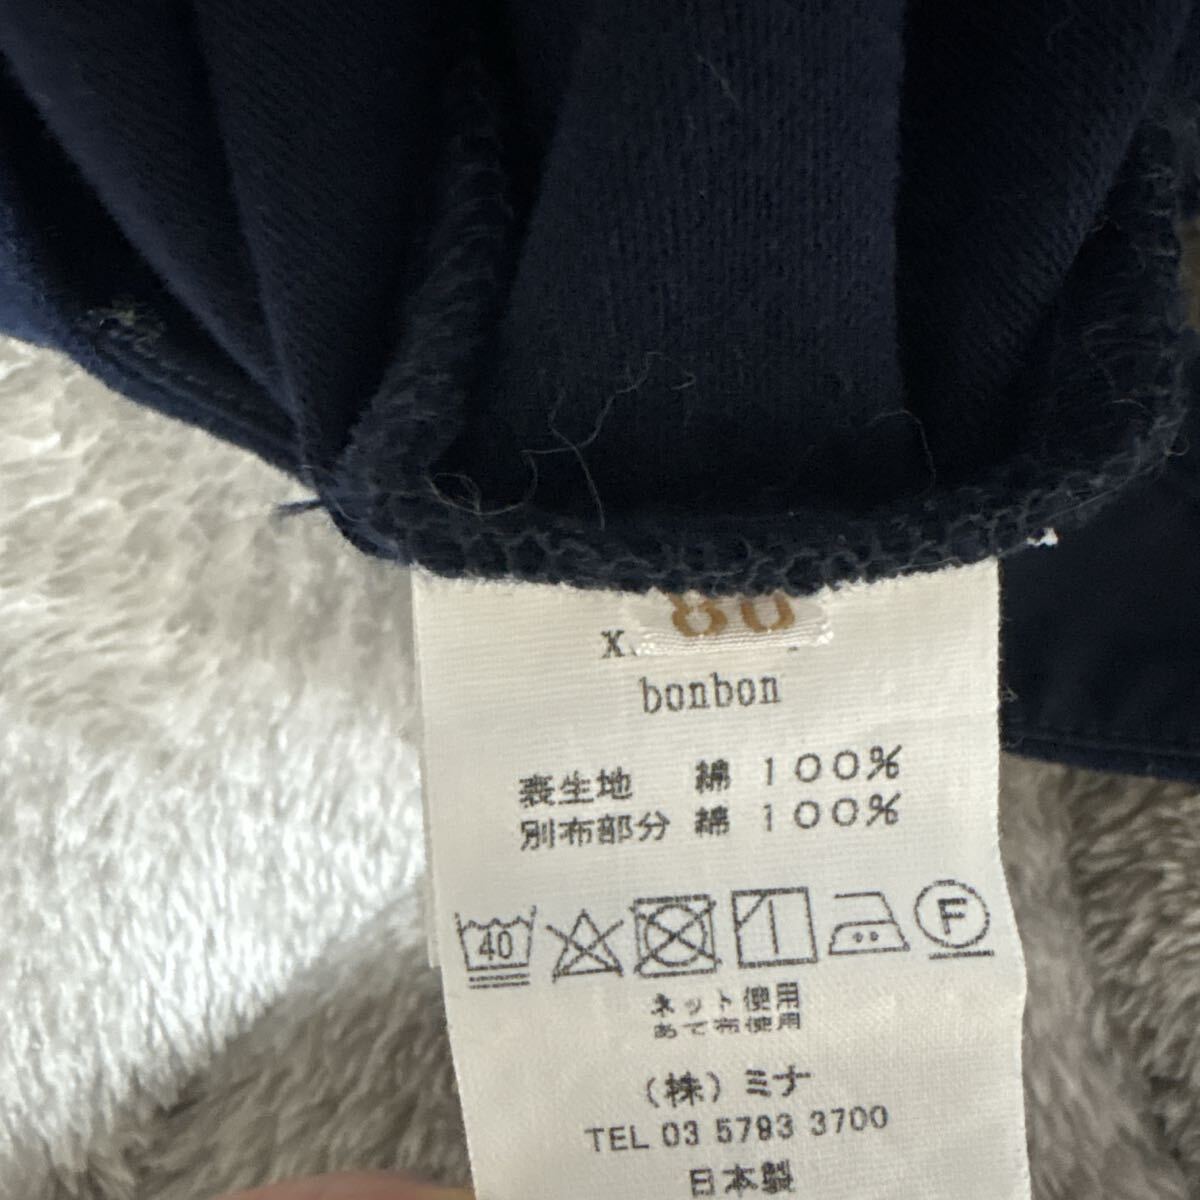 80
bonbon
表生地 綿 100%
別布部分 綿 100%
40 F
ネット使用
あて布使用
(株)ミナ
TEL 03 5793 3700
日本製